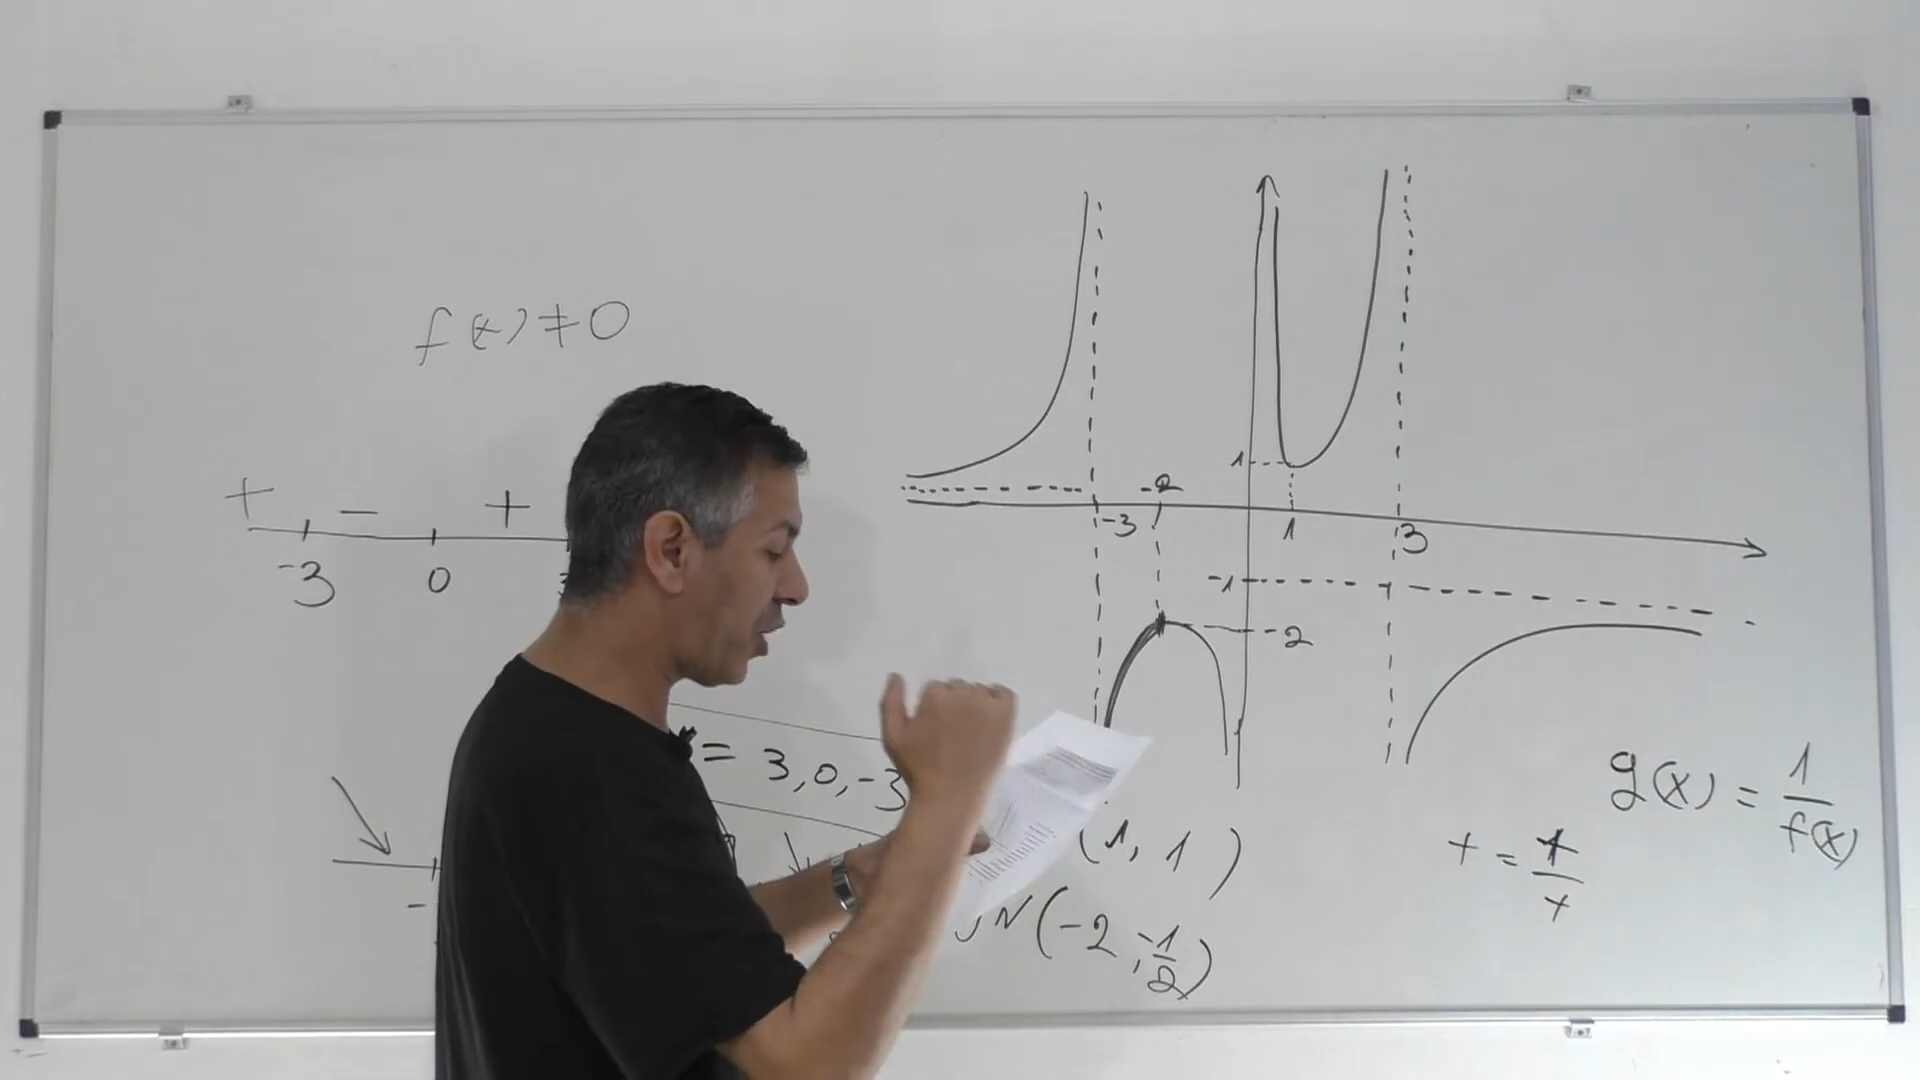 f(x) ≠ 0
+ − +
-3 0
= 3, 0, -3
(1, 1)
(-2, -1/2)
1
-2
-3
1
3
-1
-2
g(x) = 1/f(x)
+ = +/+